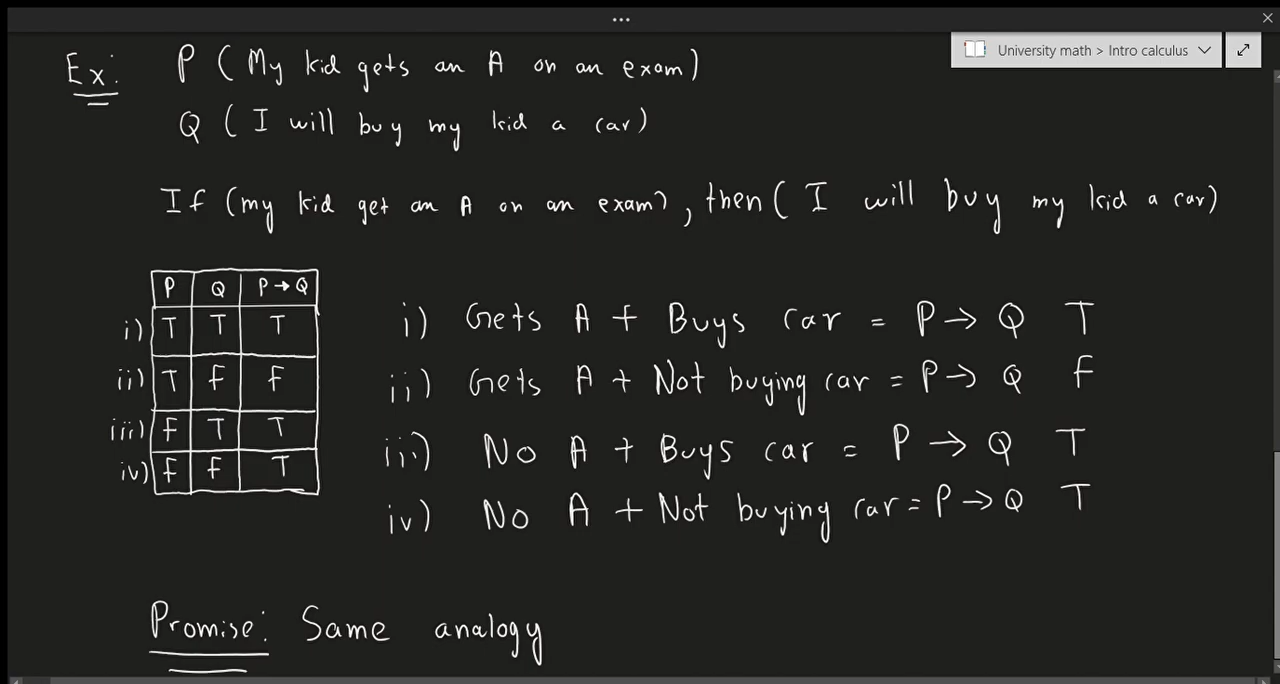 ...
University math > Intro calculus
Ex: P ( My kid gets an A on an exam)
Q ( I will buy my kid a car)
If (my kid get an A on an exam), then ( I will buy my kid a car)
P Q P → Q
i) T T T
ii) T F F
iii) F T T
iv) F F T
i) Gets A + Buys car = P → Q T
ii) Gets A + Not buying car = P → Q F
iii) No A + Buys car = P → Q T
iv) No A + Not buying car = P → Q T
Promise: Same analogy